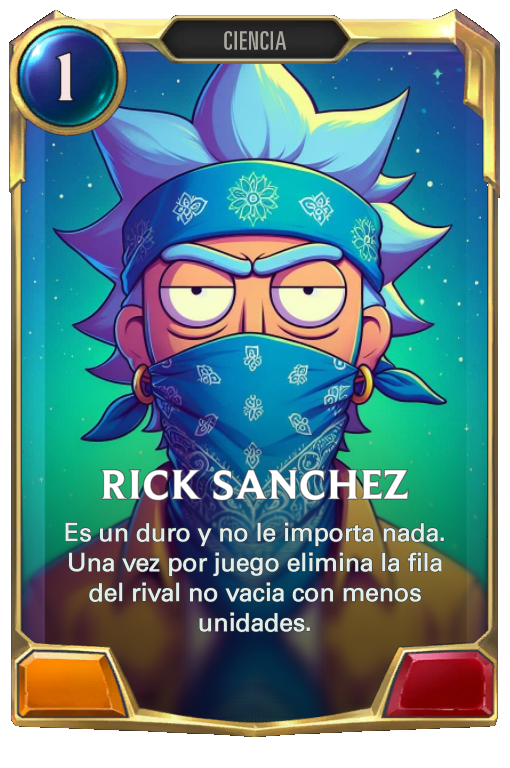 CIENCIA
1
RICK SANCHEZ
Es un duro y no le importa nada.
Una vez por juego elimina la fila
del rival no vacia con menos
unidades.